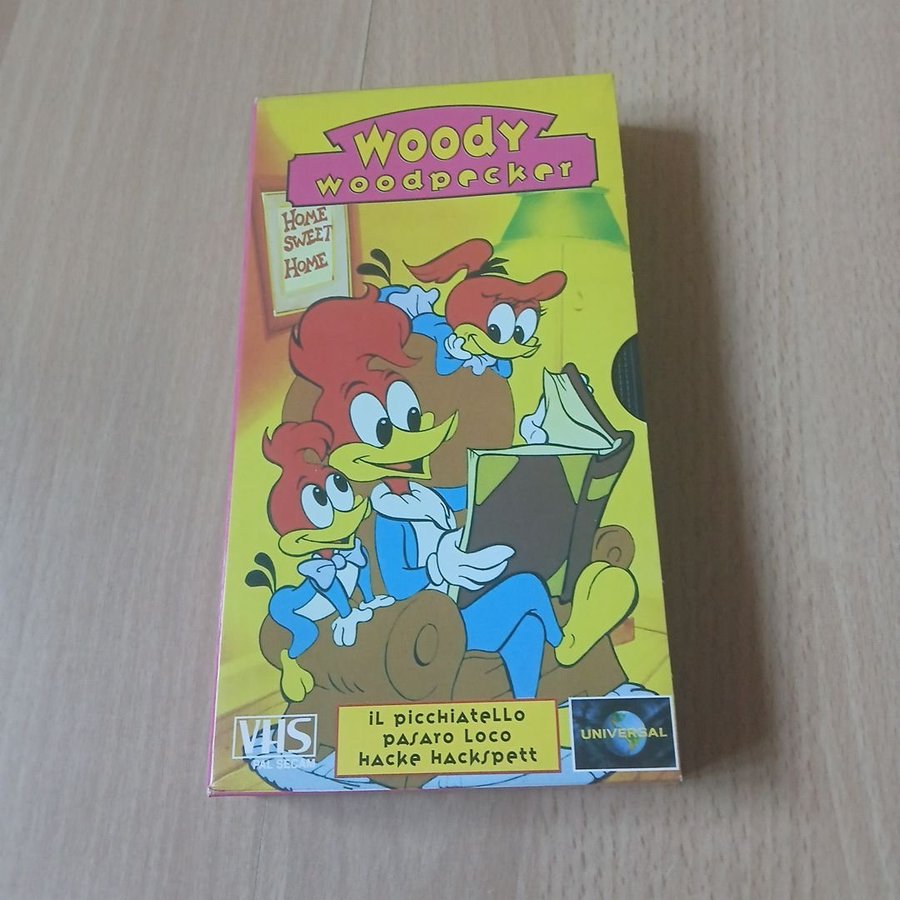 WOODY
WOODPECKER
HOME
SWEET
HOME
iL picchiatello
pasaro loco
hacke hackspett
VHS
PAL SECAM
UNIVERSAL